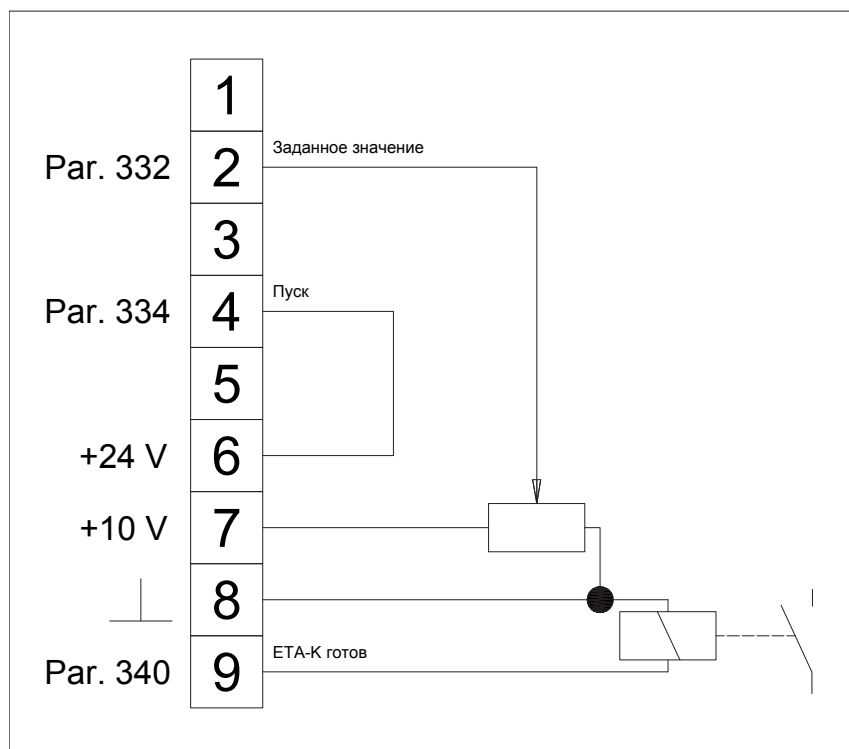 1
Par. 332 2 Заданное значение
3
Par. 334 4 Пуск
5
+24 V 6
+10 V 7
8
Par. 340 9 ETA-K готов